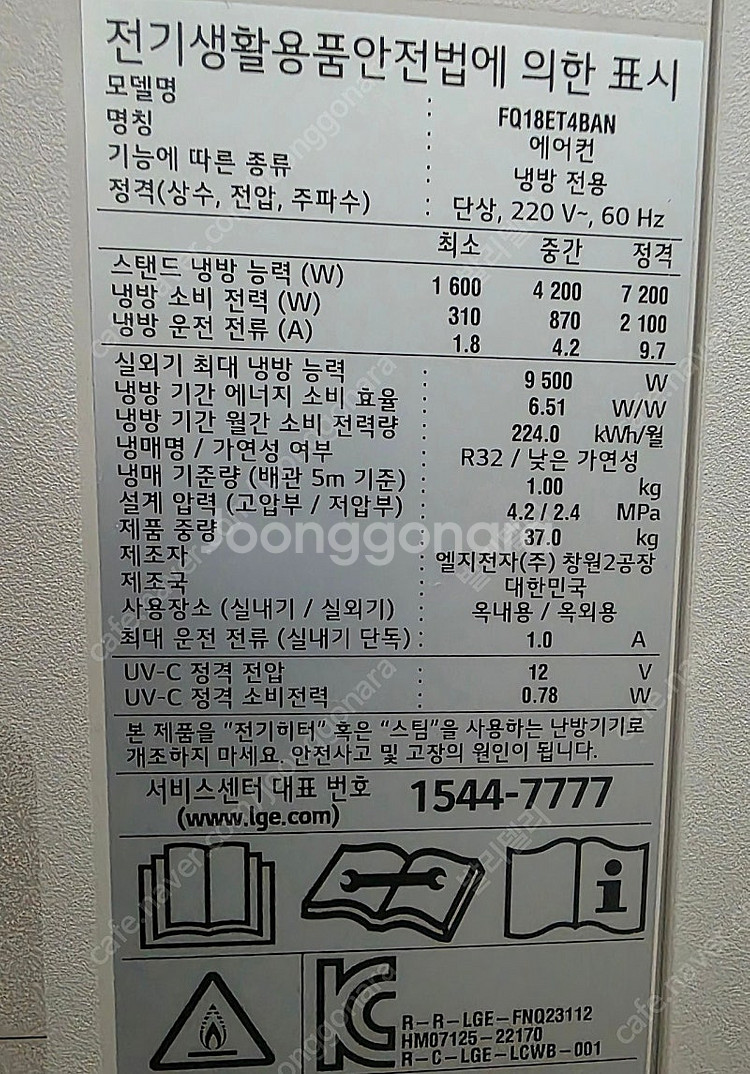 전기생활용품안전법에 의한 표시
모델명 : FQ18ET4BAN
명칭 : 에어컨
기능에 따른 종류 : 냉방 전용
정격(상수, 전압, 주파수) : 단상, 220 V~, 60 Hz
최소 중간 정격
스탠드 냉방 능력 (W) 1 600 4 200 7 200
냉방 소비 전력 (W) 310 870 2 100
냉방 운전 전류 (A) 1.8 4.2 9.7
실외기 최대 냉방 능력 : 9 500 W
냉방 기간 에너지 소비 효율 : 6.51 W/W
냉방 기간 월간 소비 전력량 : 224.0 kWh/월
냉매명 / 가연성 여부 : R32 / 낮은 가연성
냉매 기준량 (배관 5m 기준) : 1.00 kg
설계 압력 (고압부 / 저압부) : 4.2 / 2.4 MPa
제품 중량 : 37.0 kg
제조자 : 엘지전자(주) 창원2공장
제조국 : 대한민국
사용장소 (실내기 / 실외기) : 옥내용 / 옥외용
최대 운전 전류 (실내기 단독) : 1.0 A
UV-C 정격 전압 : 12 V
UV-C 정격 소비전력 : 0.78 W
본 제품을 "전기히터" 혹은 "스팀"을 사용하는 난방기기로
개조하지 마세요. 안전사고 및 고장의 원인이 됩니다.
서비스센터 대표 번호 1544-7777
(www.lge.com)
R-R-LGE-FNQ23112
HM07125-22170
R-C-LGE-LCWB-001
Joonggonara